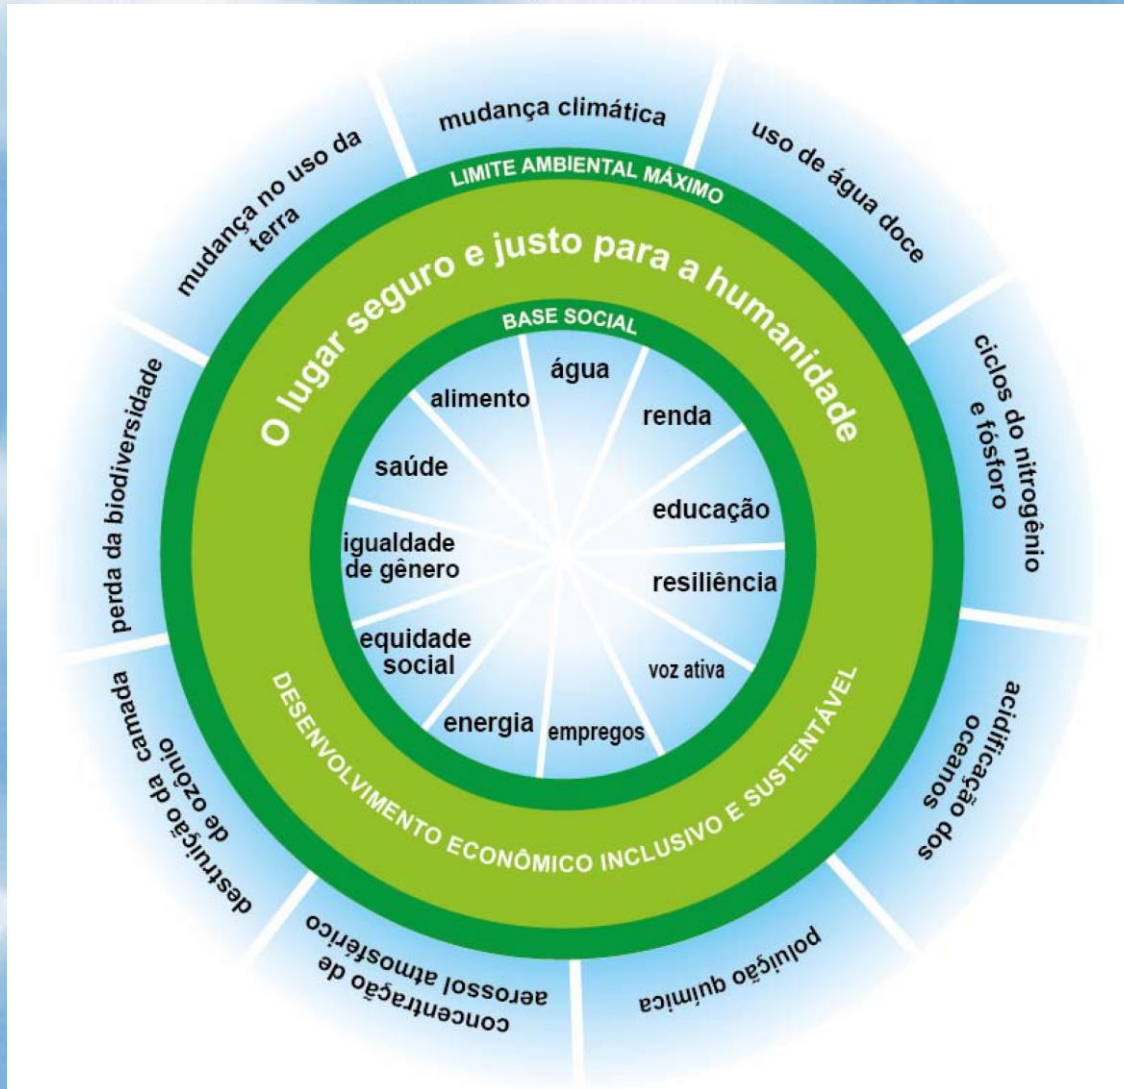 mudança climática
uso de água doce
ciclos do nitrogênio
e fósforo
acidificação dos
oceanos
poluição química
concentração de
aerossol atmosférico
destruição da camada
de ozônio
perda da biodiversidade
mudança no uso da
terra
LIMITE AMBIENTAL MÁXIMO
O lugar seguro e justo para a humanidade
BASE SOCIAL
água
renda
educação
resiliência
voz ativa
empregos
energia
equidade
social
igualdade
de gênero
saúde
alimento
DESENVOLVIMENTO ECONÔMICO INCLUSIVO E SUSTENTÁVEL